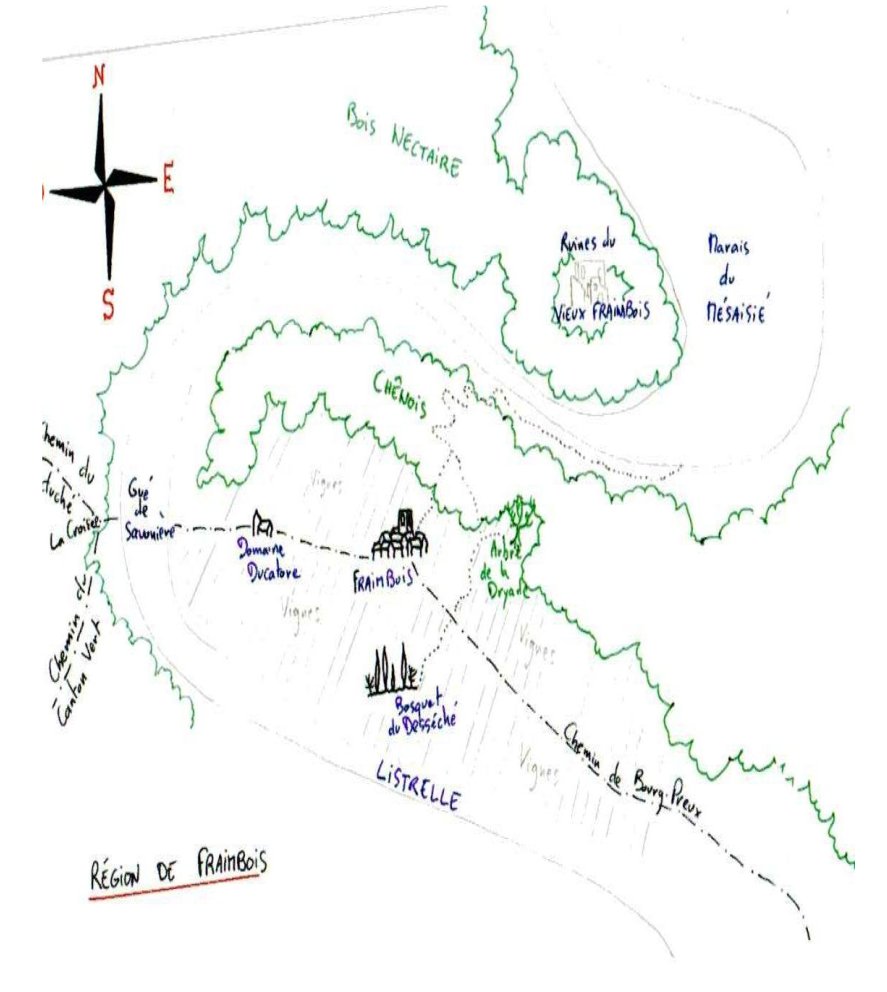 N
E
S
Bois NECTAIRE
Ruines du
VIEUX FRAIMBOIS
Marais
du
MÉSAISIÉ
CHÊNOIS
Chemin du
La Croisée
Gué
de
Savonière
Vignes
Domaine
Ducatore
FRAIMBOIS
Arbre
de la
Dryade
Vignes
Vignes
Chemin du
Canton Vert
Bosquet
du Desséché
Vignes
Chemin de Bourg-Preux
LISTRELLE
RÉGION DE FRAIMBOIS